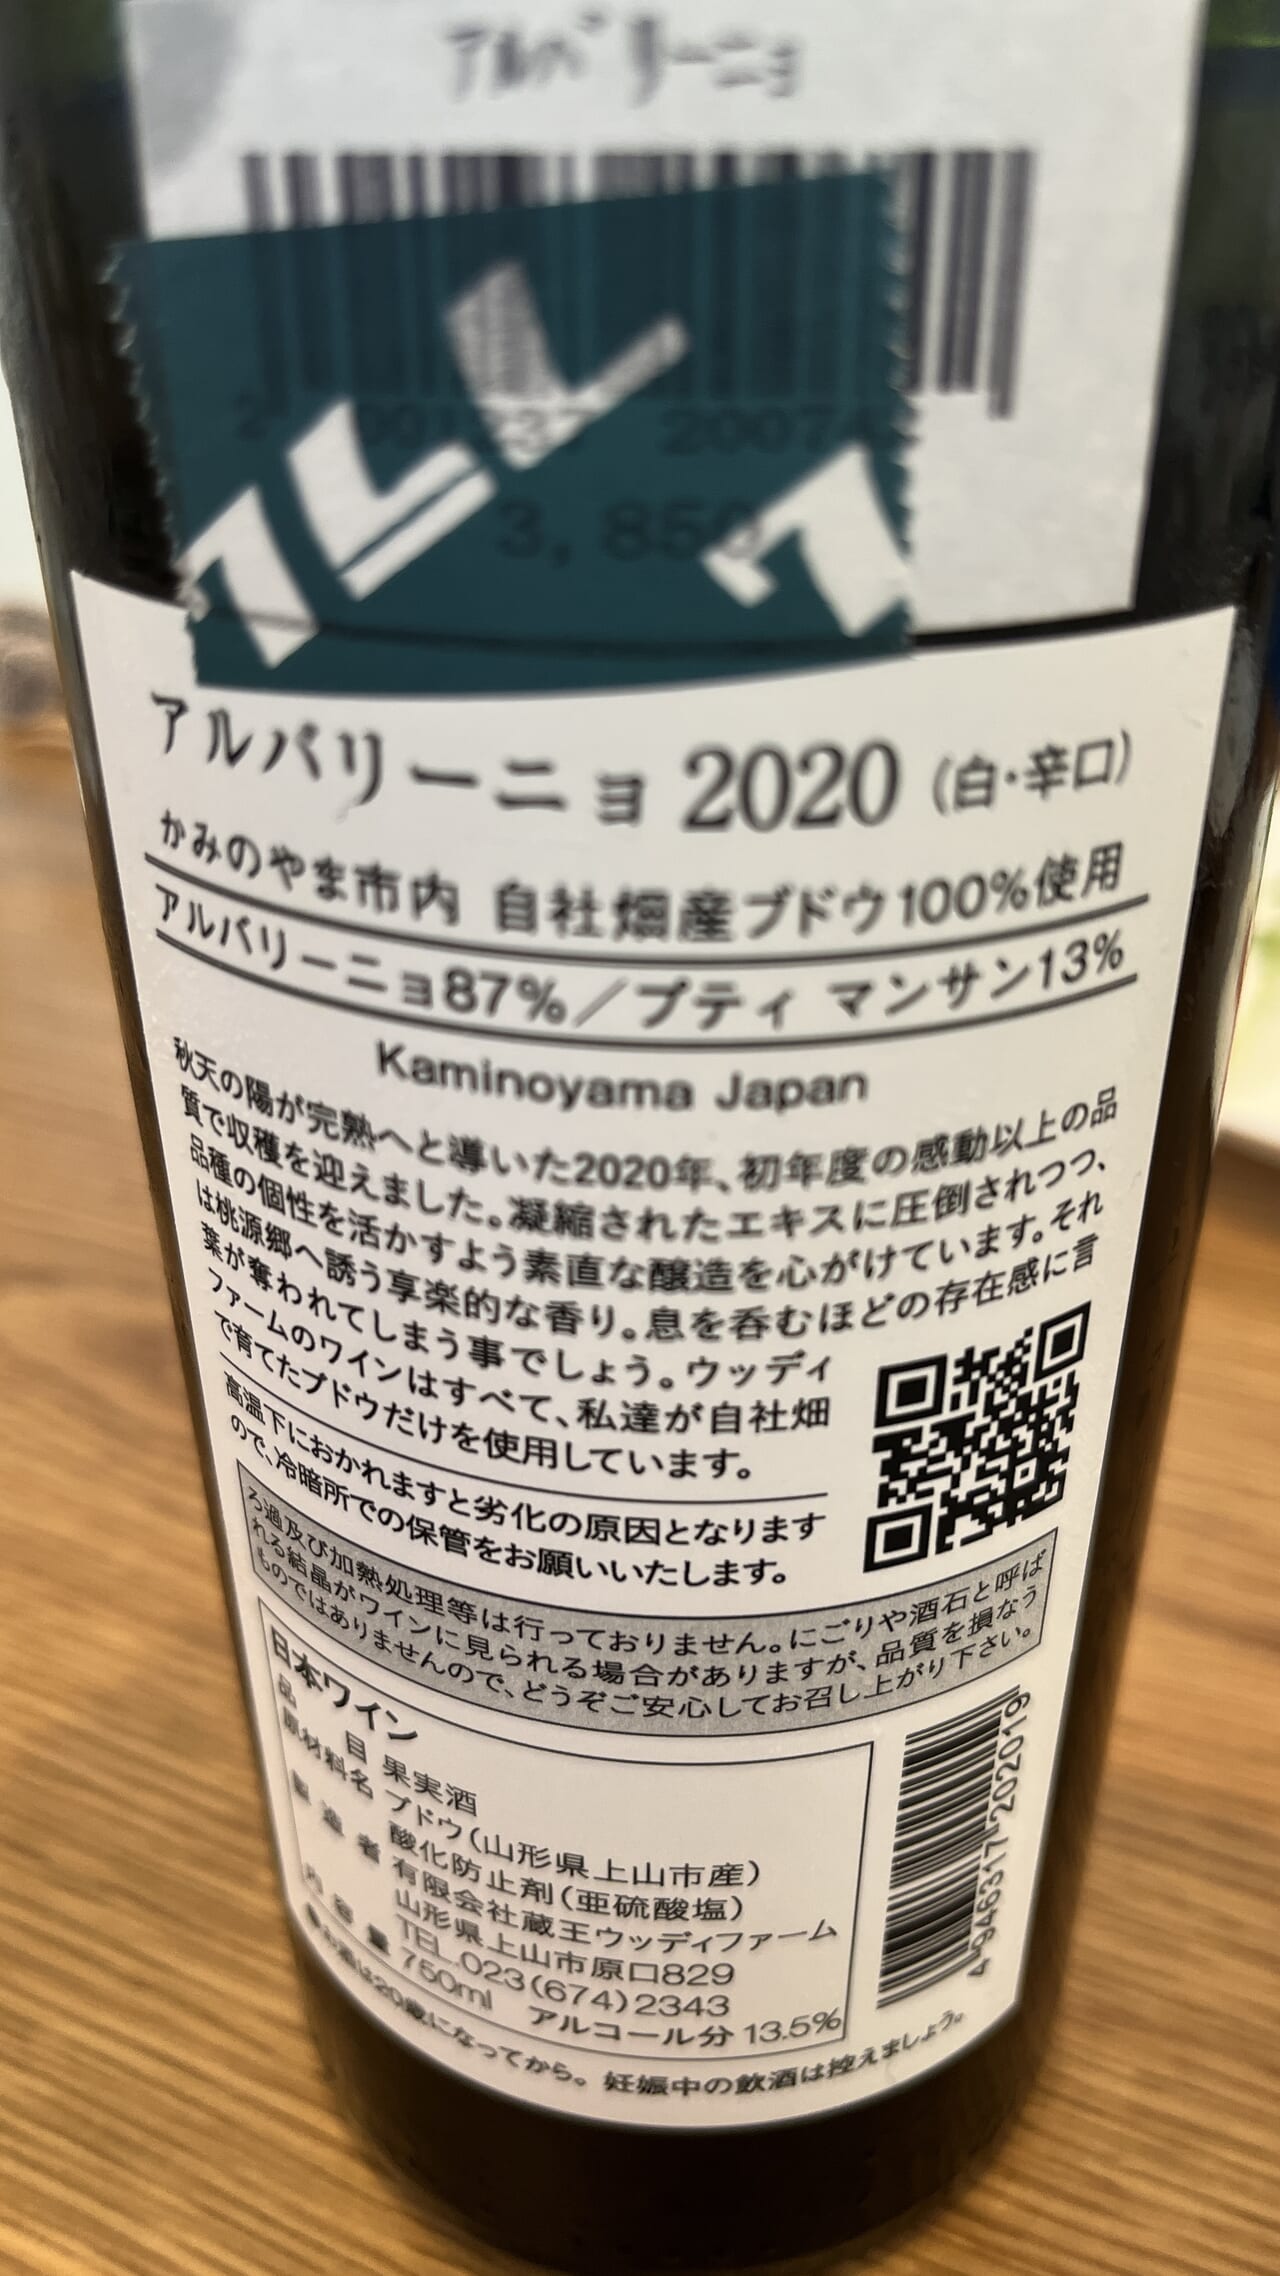 アルバリーニョ
3,850
アルバリーニョ 2020 (白・辛口)
かみのやま市内 自社畑産ブドウ100%使用
アルバリーニョ87%／プティ マンサン13%
Kaminoyama Japan
秋天の陽が完熟へと導いた2020年、初年度の感動以上の品
質で収穫を迎えました。凝縮されたエキスに圧倒されつつ、
品種の個性を活かすよう素直な醸造を心がけています。それ
は桃源郷へ誘う享楽的な香り。息を呑むほどの存在感に言
葉が奪われてしまう事でしょう。ウッディ
ファームのワインはすべて、私達が自社畑
で育てたブドウだけを使用しています。
高温下におかれますと劣化の原因となります
ので、冷暗所での保管をお願いいたします。
ろ過及び加熱処理等は行っておりません。にごりや酒石と呼ば
れる結晶がワインに見られる場合がありますが、品質を損なう
ものではありませんので、どうぞご安心してお召し上がり下さい。
日本ワイン
品目 果実酒
原材料名 ブドウ(山形県上山市産)
酸化防止剤(亜硫酸塩)
製造者 有限会社蔵王ウッディファーム
山形県上山市原口829
TEL.023(674)2343
内容量 750ml アルコール分 13.5%
お酒は20歳になってから。妊娠中の飲酒は控えましょう。
4 946317 202019